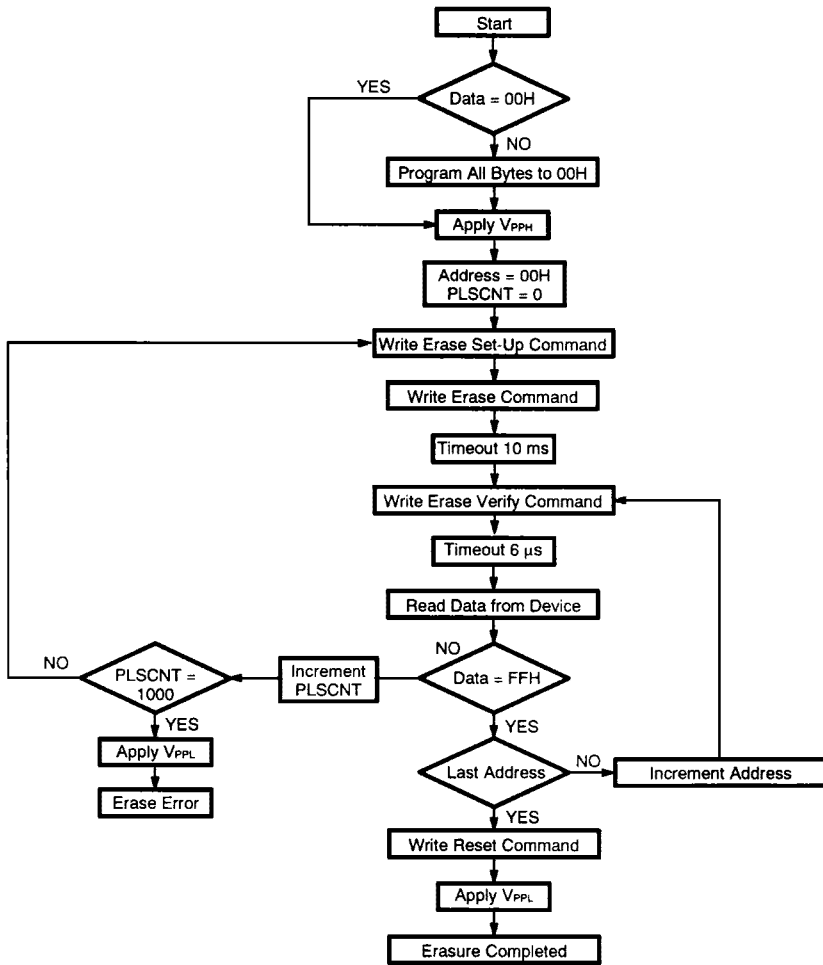 Start
YES
Data = 00H
NO
Program All Bytes to 00H
Apply VPPH
Address = 00H
PLSCNT = 0
Write Erase Set-Up Command
Write Erase Command
Timeout 10 ms
Write Erase Verify Command
Timeout 6 µs
Read Data from Device
NO
PLSCNT =
1000
Increment
PLSCNT
NO
Data = FFH
YES
Apply VPPL
Erase Error
YES
Last Address
NO
Increment Address
YES
Write Reset Command
Apply VPPL
Erasure Completed